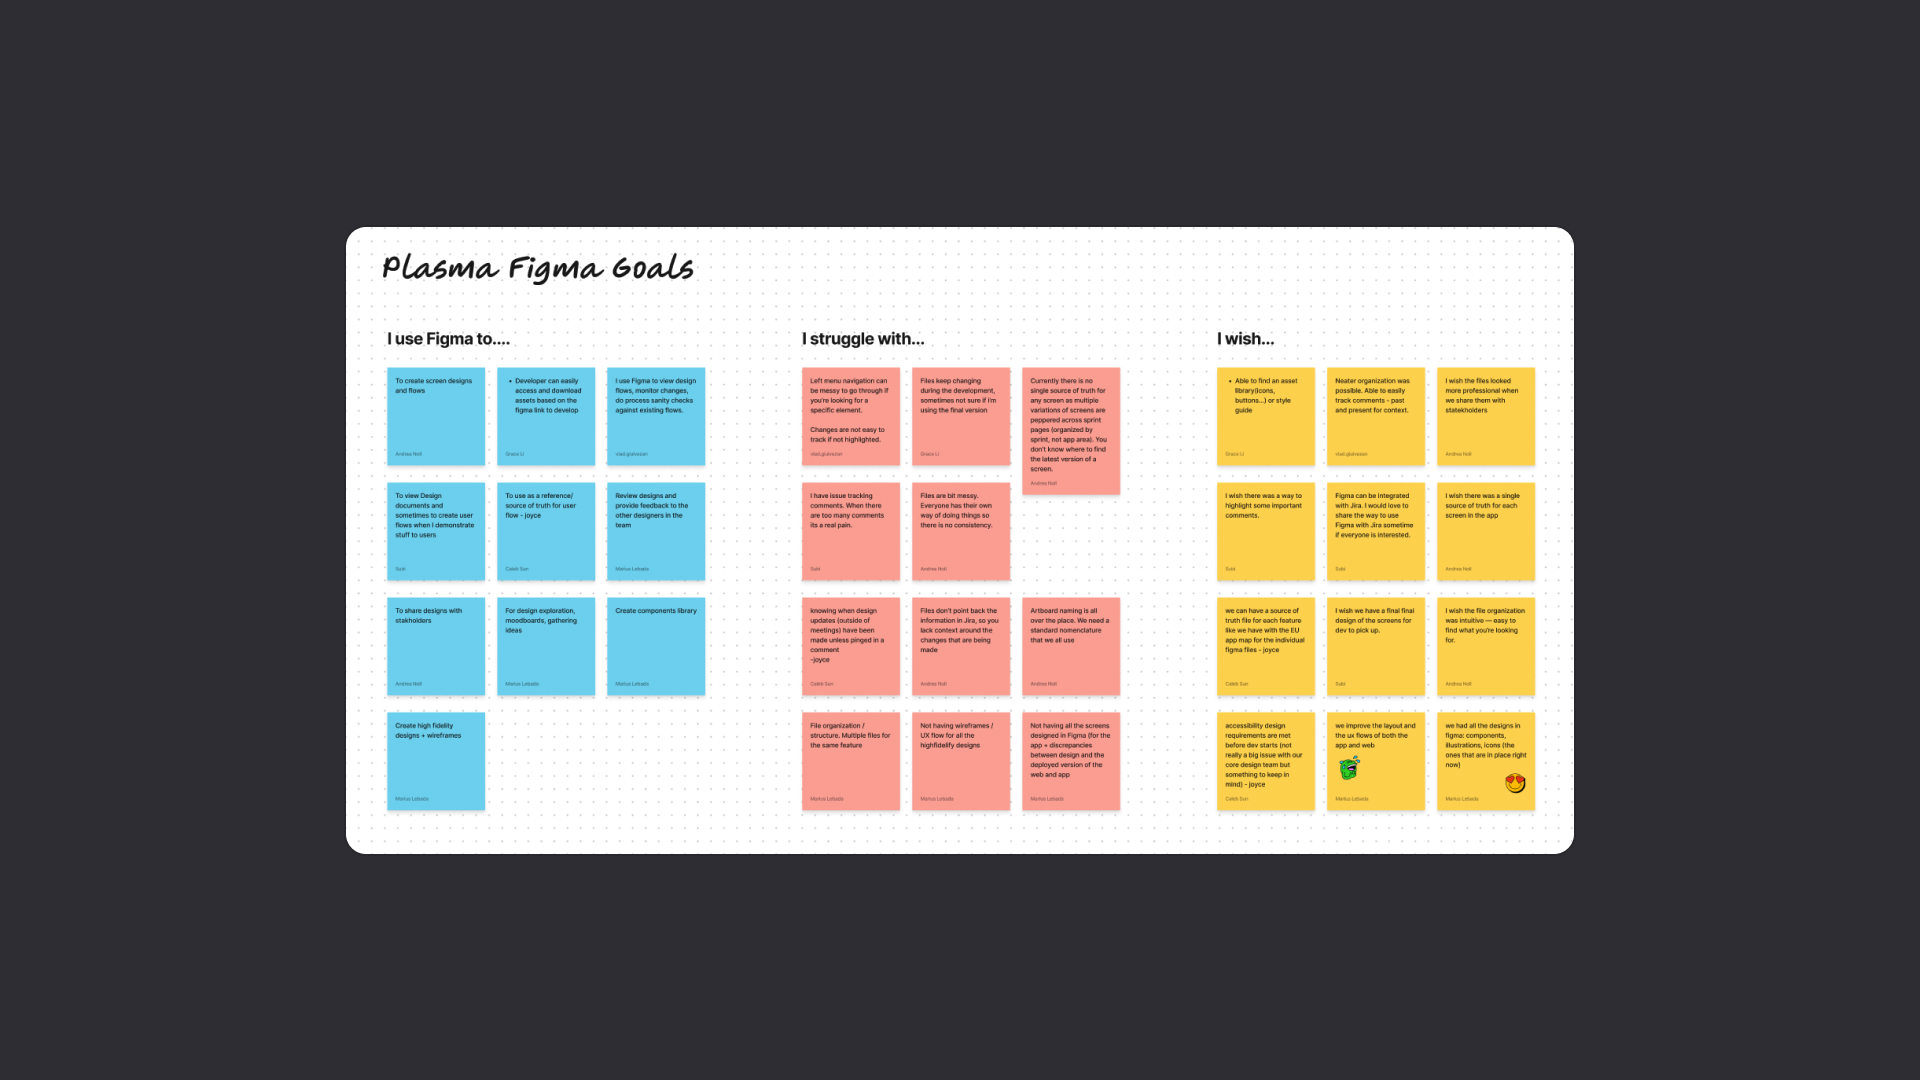 Plasma Figma Goals
I use Figma to....
To create screen designs
and flows
Andrea Noll
• Developer can easily
access and download
assets based on the
figma link to develop
Grace Li
I use Figma to view design
flows, monitor changes,
do process sanity checks
against existing flows.
To view Design
documents and
sometimes to create user
flows when I demonstrate
stuff to users
Subi
To use as a reference/
source of truth for user
flow - joyce
Caleb Sun
Review designs and
provide feedback to the
other designers in the
team
Marius Labada
To share designs with
stakholders
Andrea Noll
For design exploration,
moodboards, gathering
ideas
Marius Labada
Create components library
Marius Labada
Create high fidelity
designs + wireframes
Marius Labada
I struggle with...
Left menu navigation can
be messy to go through if
you're looking for a
specific element.
Changes are not easy to
track if not highlighted.
Files keep changing
during the development,
sometimes not sure if i'm
using the final version
Grace Li
Currently there is no
single source of truth for
any screen as multiple
variations of screens are
peppered across sprint
pages (organized by
sprint, not app area). You
don't know where to find
the latest version of a
screen.
Andrea Noll
I have issue tracking
comments. When there
are too many comments
its a real pain.
Subi
Files are bit messy.
Everyone has their own
way of doing things so
there is no consistency.
Andrea Noll
knowing when design
updates (outside of
meetings) have been
made unless pinged in a
comment
-joyce
Caleb Sun
Files don't point back the
information in Jira, so you
lack context around the
changes that are being
made
Andrea Noll
Artboard naming is all
over the place. We need a
standard nomenclature
that we all use
Andrea Noll
File organization /
structure. Multiple files for
the same feature
Marius Labada
Not having wireframes /
UX flow for all the
highfidelify designs
Marius Labada
Not having all the screens
designed in Figma (for the
app + discrepancies
between design and the
deployed version of the
web and app
Marius Labada
I wish...
• Able to find an asset
library(icons,
buttons...) or style
guide
Grace Li
Neater organization was
possible. Able to easily
track comments - past
and present for context.
I wish the files looked
more professional when
we share them with
statekholders
Andrea Noll
I wish there was a way to
highlight some important
comments.
Subi
Figma can be integrated
with Jira. I would love to
share the way to use
Figma with Jira sometime
if everyone is interested.
Subi
I wish there was a single
source of truth for each
screen in the app
Andrea Noll
we can have a source of
truth file for each feature
like we have with the EU
app map for the individual
figma files - joyce
Caleb Sun
I wish we have a final final
design of the screens for
dev to pick up.
Subi
I wish the file organization
was intuitive — easy to
find what you're looking
for.
Andrea Noll
accessibility design
requirements are met
before dev starts (not
really a big issue with our
core design team but
something to keep in
mind) - joyce
Caleb Sun
we improve the layout and
the ux flows of both the
app and web
Marius Labada
we had all the designs in
figma: components,
illustrations, icons (the
ones that are in place right
now)
Marius Labada